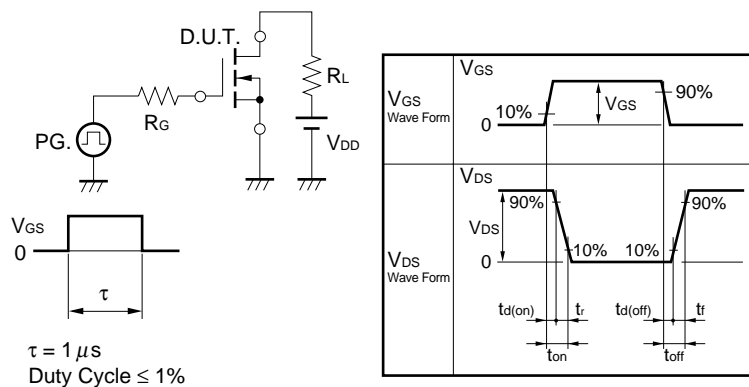 D.U.T.
RL
RG
PG.
VDD
VGS
0
τ
τ = 1 μs
Duty Cycle ≤ 1%
VGS
Wave Form
VGS
10%
0
VGS
90%
VDS
Wave Form
VDS
90%
VDS
0
10%
10%
90%
td(on)
tr
td(off)
tf
ton
toff